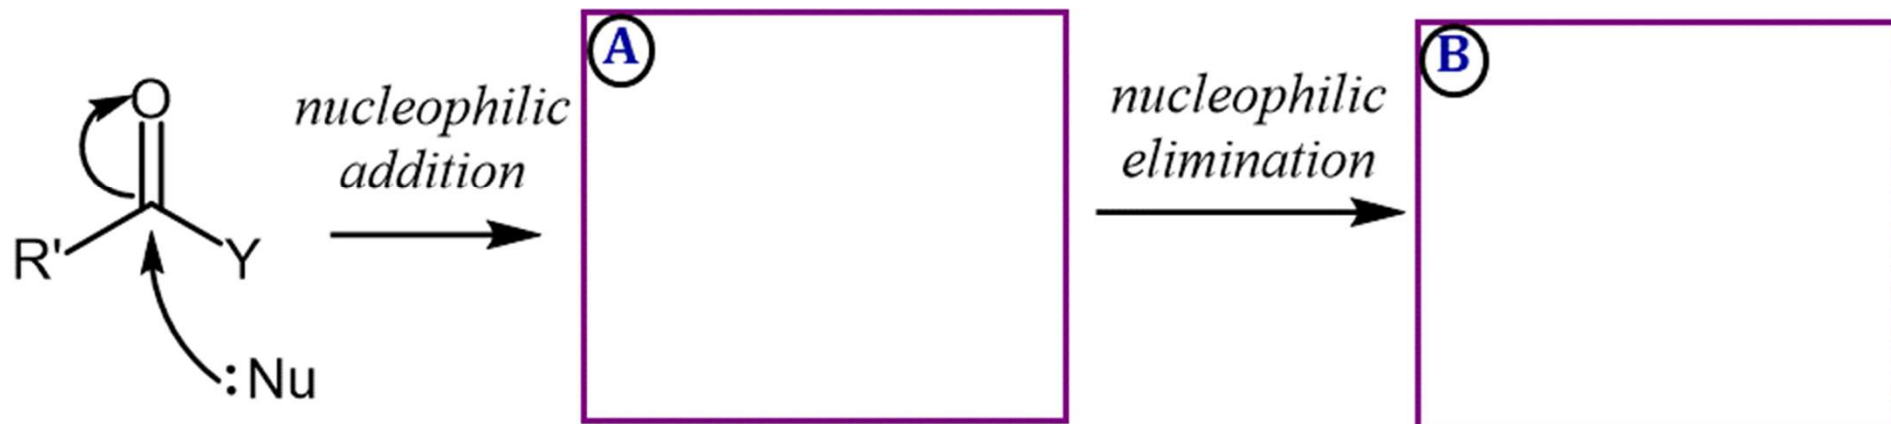 O
R'
Y
:Nu
nucleophilic
addition
A
nucleophilic
elimination
B